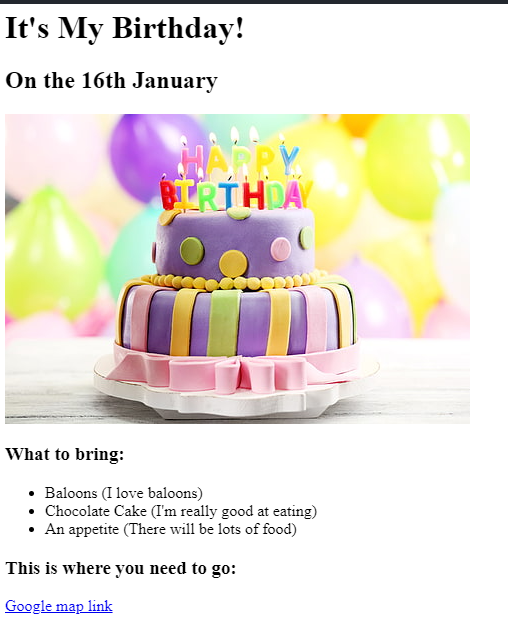 It's My Birthday!
On the 16th January
HAPPY
BIRTHDAY
What to bring:
Baloons (I love baloons)
Chocolate Cake (I'm really good at eating)
An appetite (There will be lots of food)
This is where you need to go:
Google map link